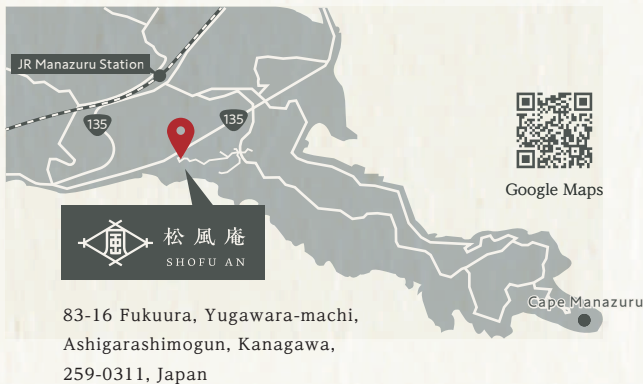 JR Manazuru Station
135
135
Google Maps
風
松風庵
SHOFU AN
Cape Manazuru
83-16 Fukuura, Yugawara-machi,
Ashigarashimogun, Kanagawa,
259-0311, Japan